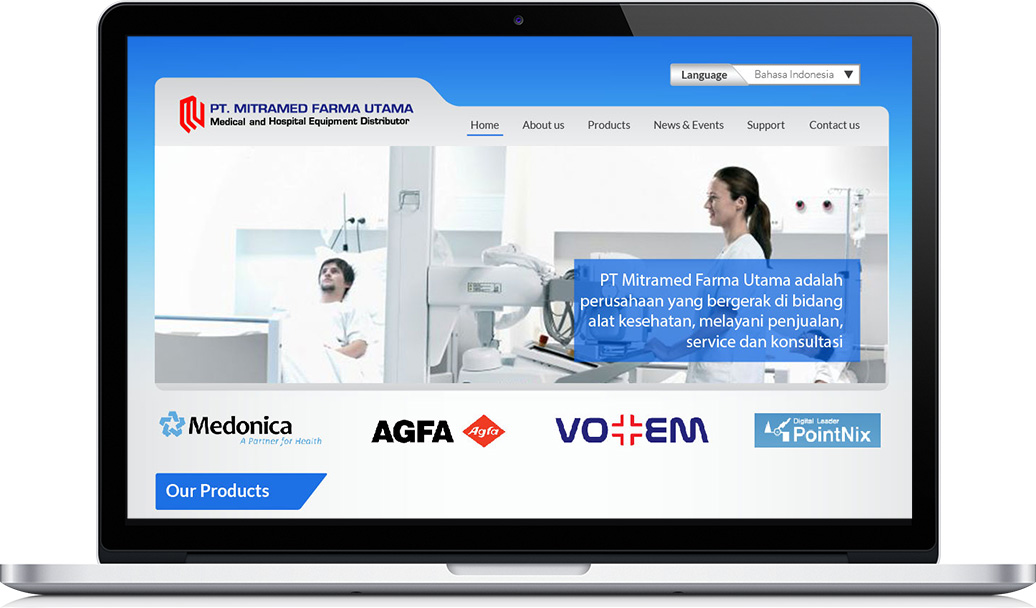 Language
Bahasa Indonesia
PT. MITRAMED FARMA UTAMA
Medical and Hospital Equipment Distributor
Home
About us
Products
News & Events
Support
Contact us
PT Mitramed Farma Utama adalah
perusahaan yang bergerak di bidang
alat kesehatan, melayani penjualan,
service dan konsultasi
Medonica
A Partner for Health
AGFA
Agfa
VOTEM
Digital Leader
PointNix
Our Products